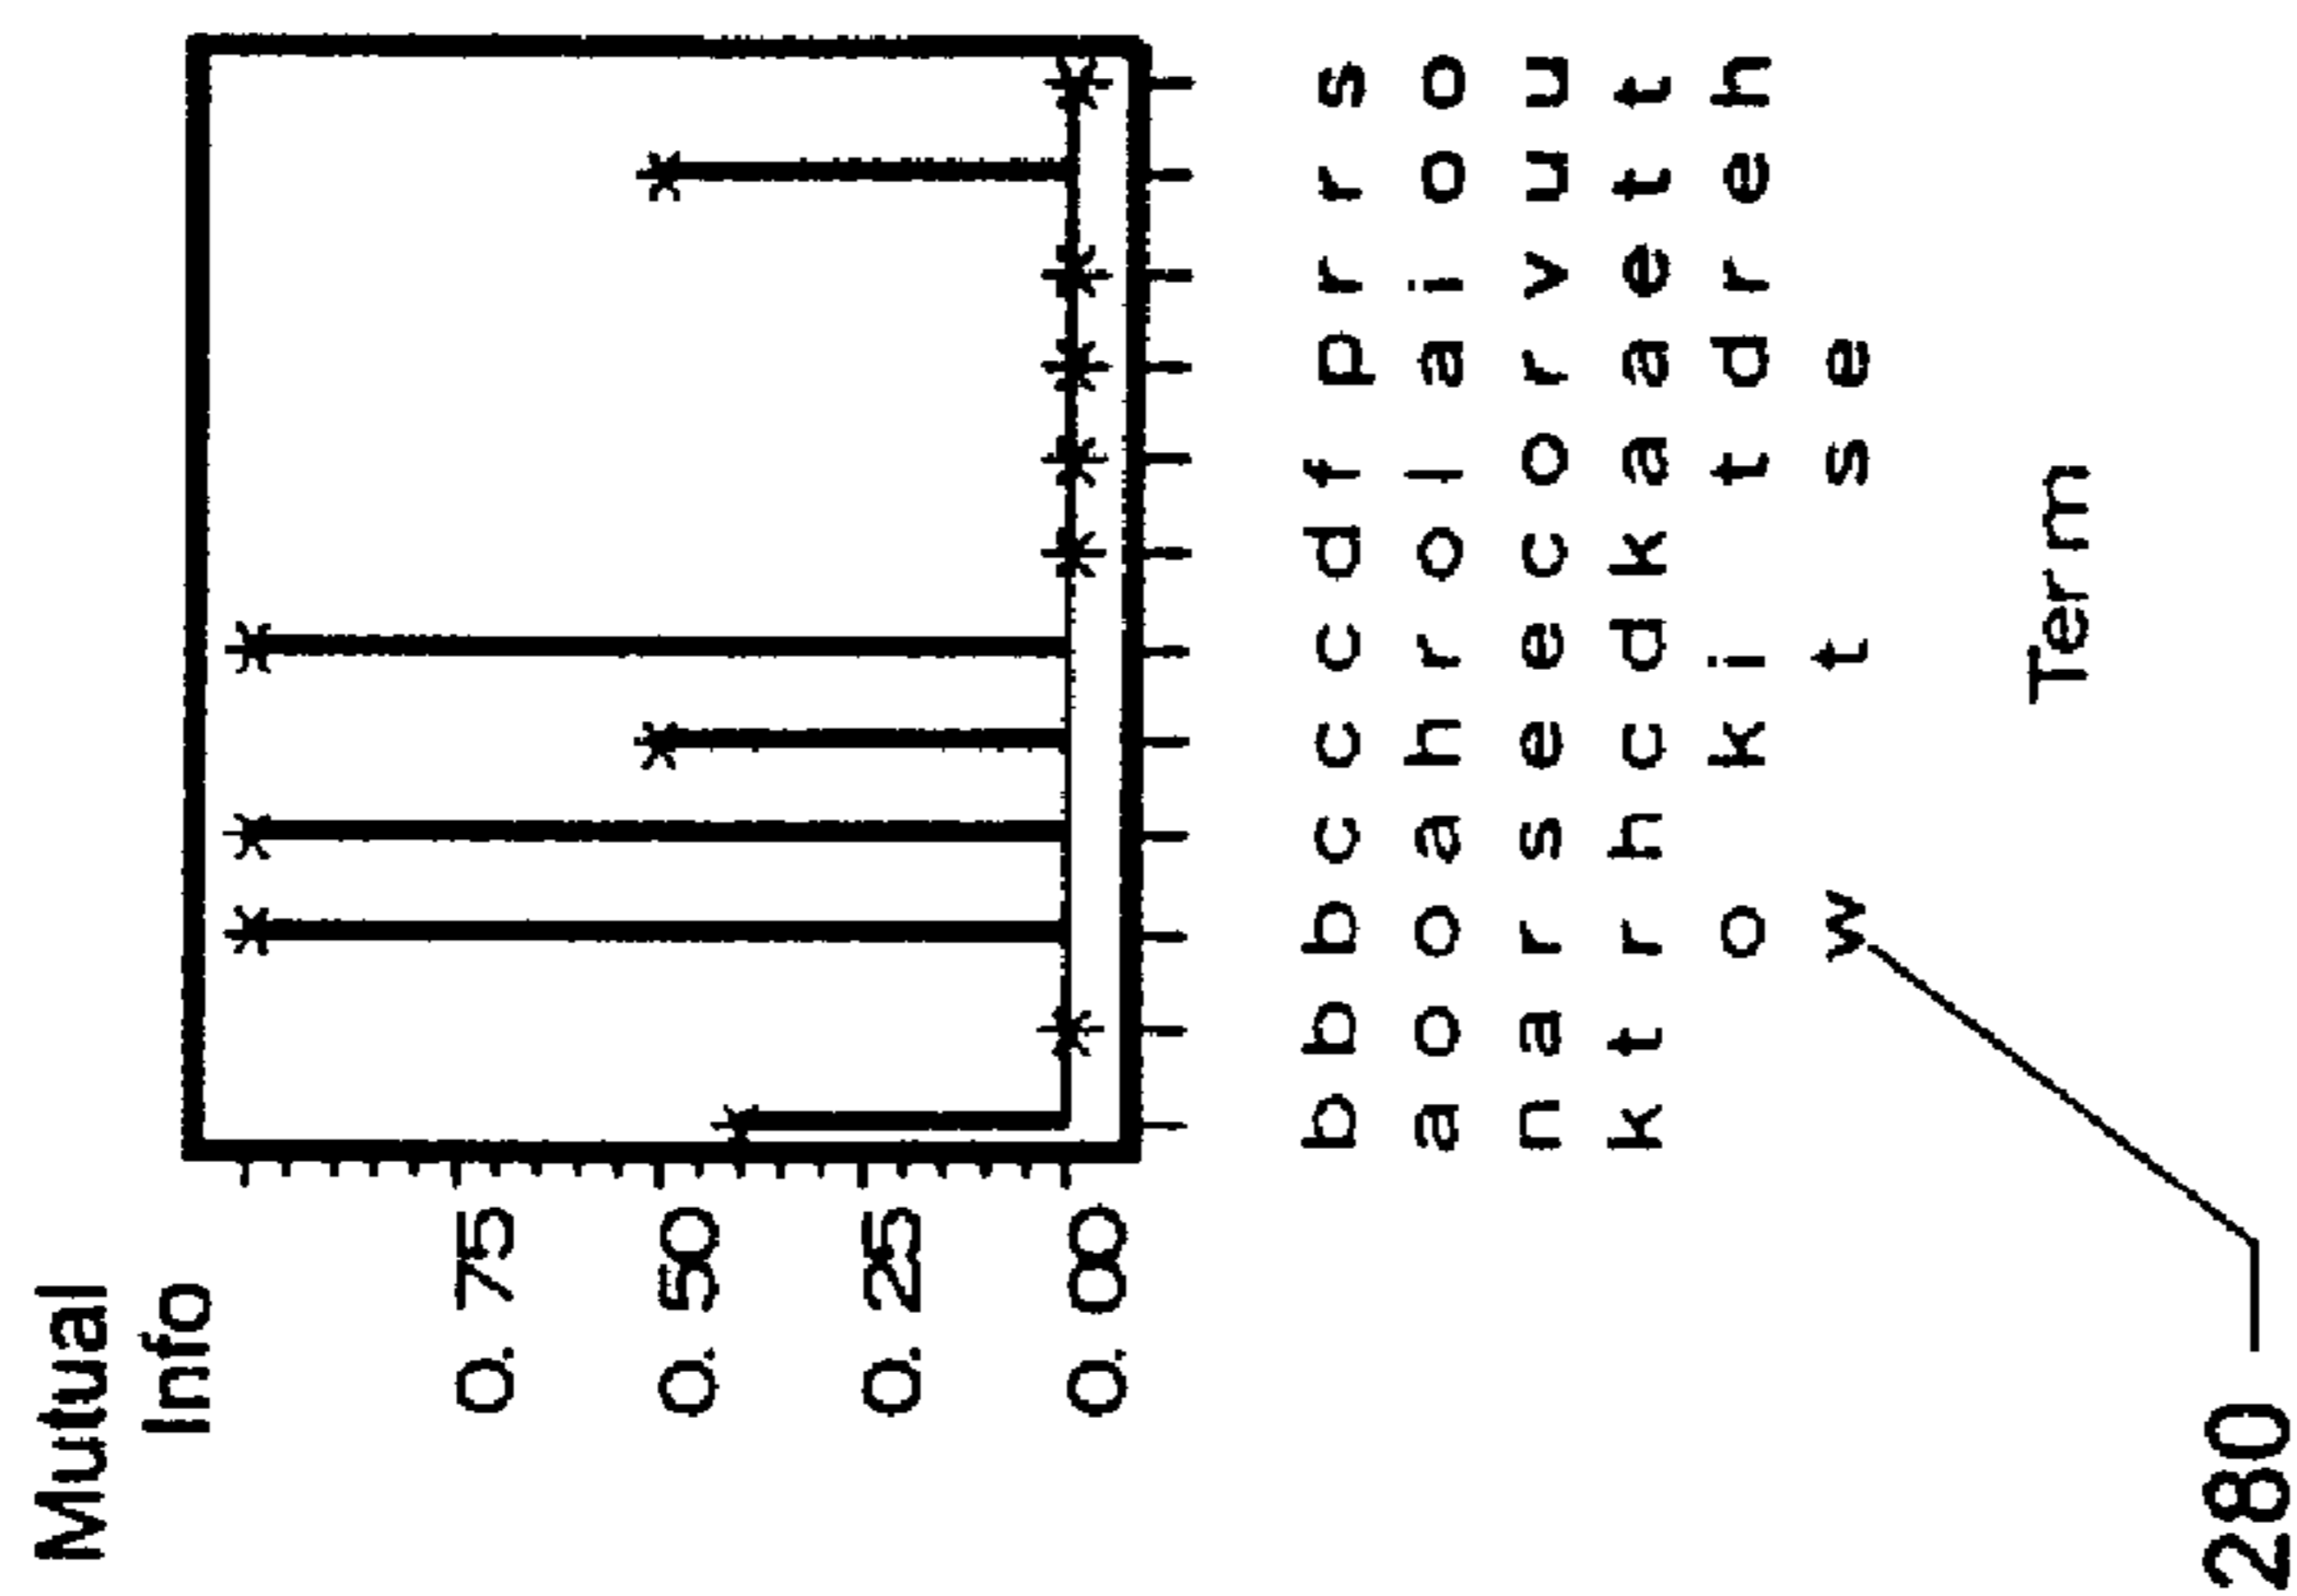 Mutual
Info
0.75
0.50
0.25
0.00
bank
boat
borrow
cash
check
credit
dock
floats
parade
river
route
south
Term
280